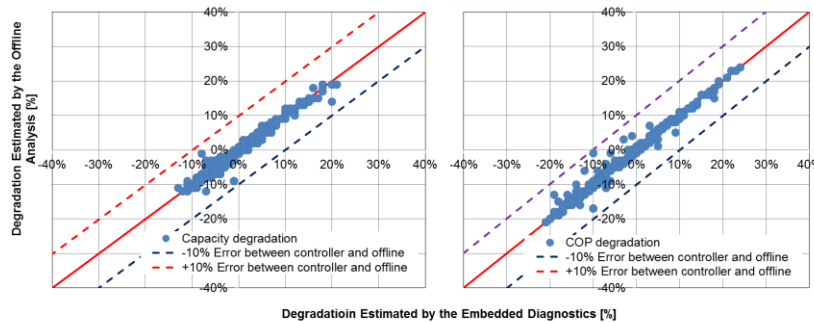 Degradation Estimated by the Offline
Analysis [%]
40%
30%
20%
10%
0%
-40% -30% -20% -10% 0% 10% 20% 30% 40%
-10%
-20%
-30%
-40%
Capacity degradation
-10% Error between controller and offline
+10% Error between controller and offline
40%
30%
20%
10%
0%
-40% -30% -20% -10% 0% 10% 20% 30% 40%
-10%
-20%
-30%
-40%
COP degradation
-10% Error between controller and offline
+10% Error between controller and offline
Degradatioin Estimated by the Embedded Diagnostics [%]